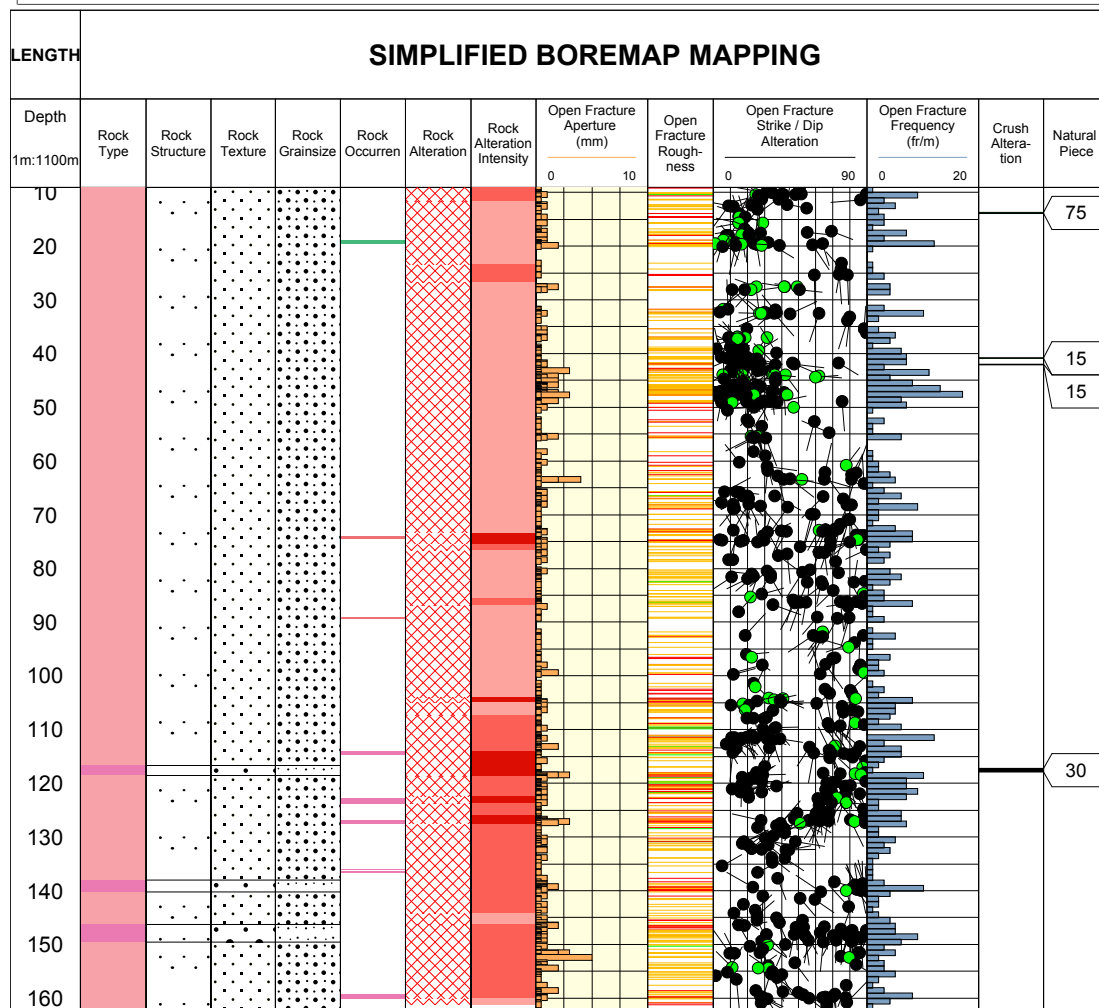 LENGTH
SIMPLIFIED BOREMAP MAPPING
Depth
1m:1100m
Rock
Type
Rock
Structure
Rock
Texture
Rock
Grainsize
Rock
Occurren
Rock
Alteration
Rock
Alteration
Intensity
Open Fracture
Aperture
(mm)
0 10
Open
Fracture
Rough-
ness
Open Fracture
Strike / Dip
Alteration
0 90
Open Fracture
Frequency
(fr/m)
0 20
Crush
Altera-
tion
Natural
Piece
10
75
20
30
40
15
15
50
60
70
80
90
100
110
120
30
130
140
150
160